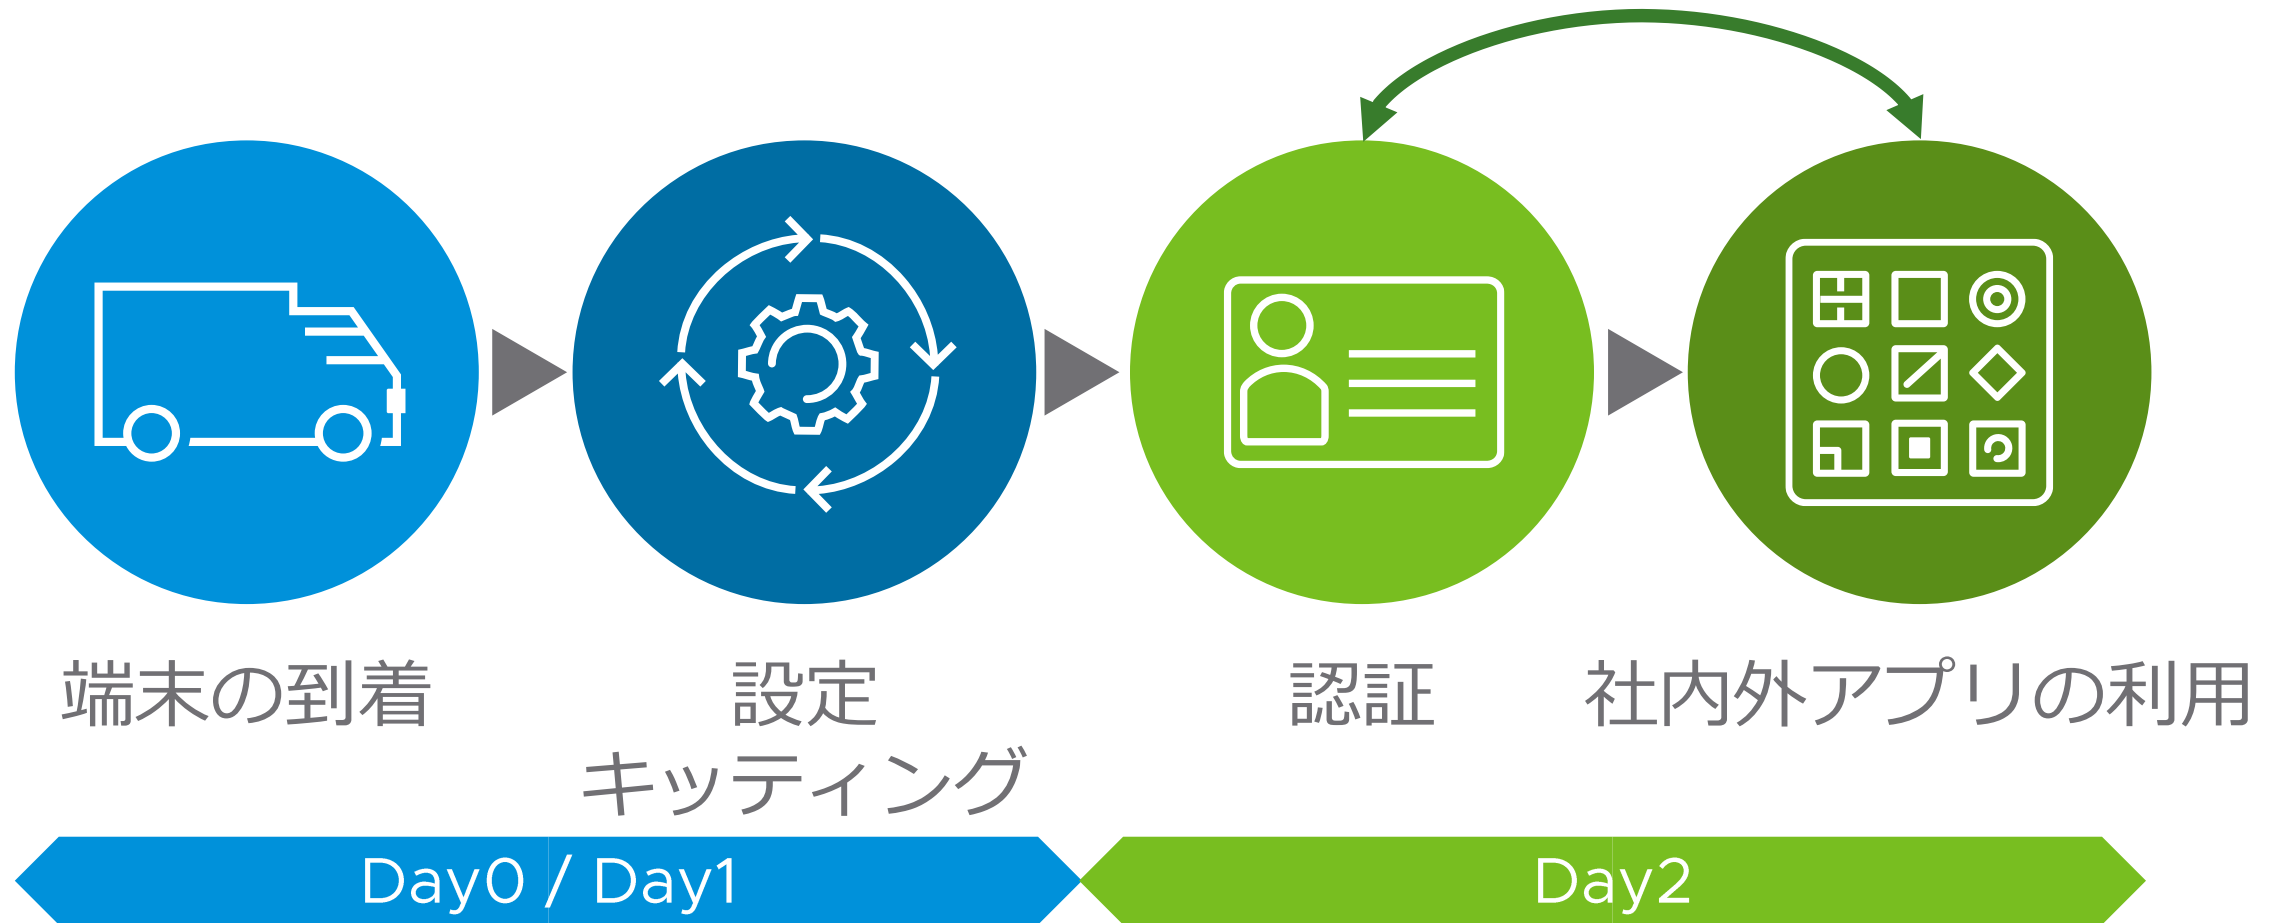 端末の到着
設定
キッティング
認証
社内外アプリの利用
Day0 / Day1
Day2